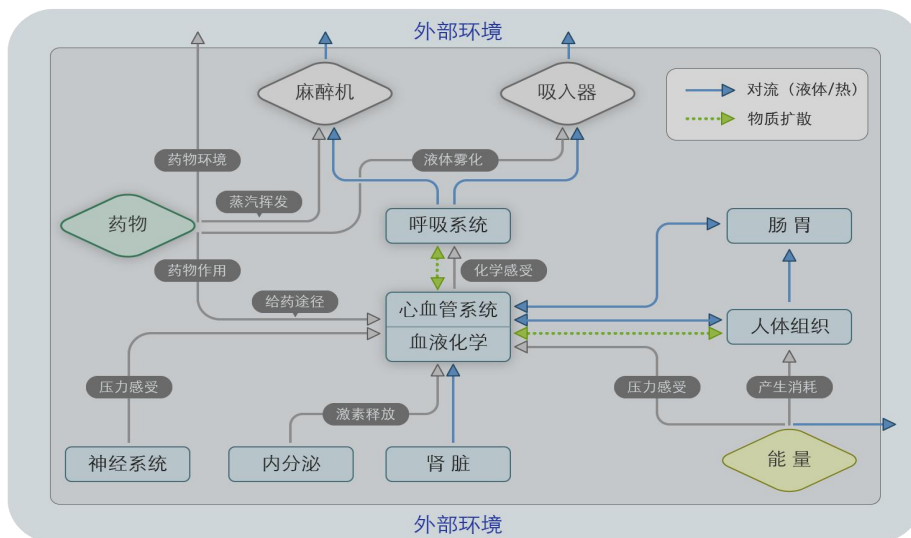 外部环境
麻醉机
吸入器
对流（液体/热）
物质扩散
药物环境
液体雾化
蒸汽挥发
药物
呼吸系统
肠 胃
药物作用
化学感受
给药途径
心血管系统
血液化学
人体组织
压力感受
激素释放
压力感受
产生消耗
神经系统
内分泌
肾 脏
能 量
外部环境